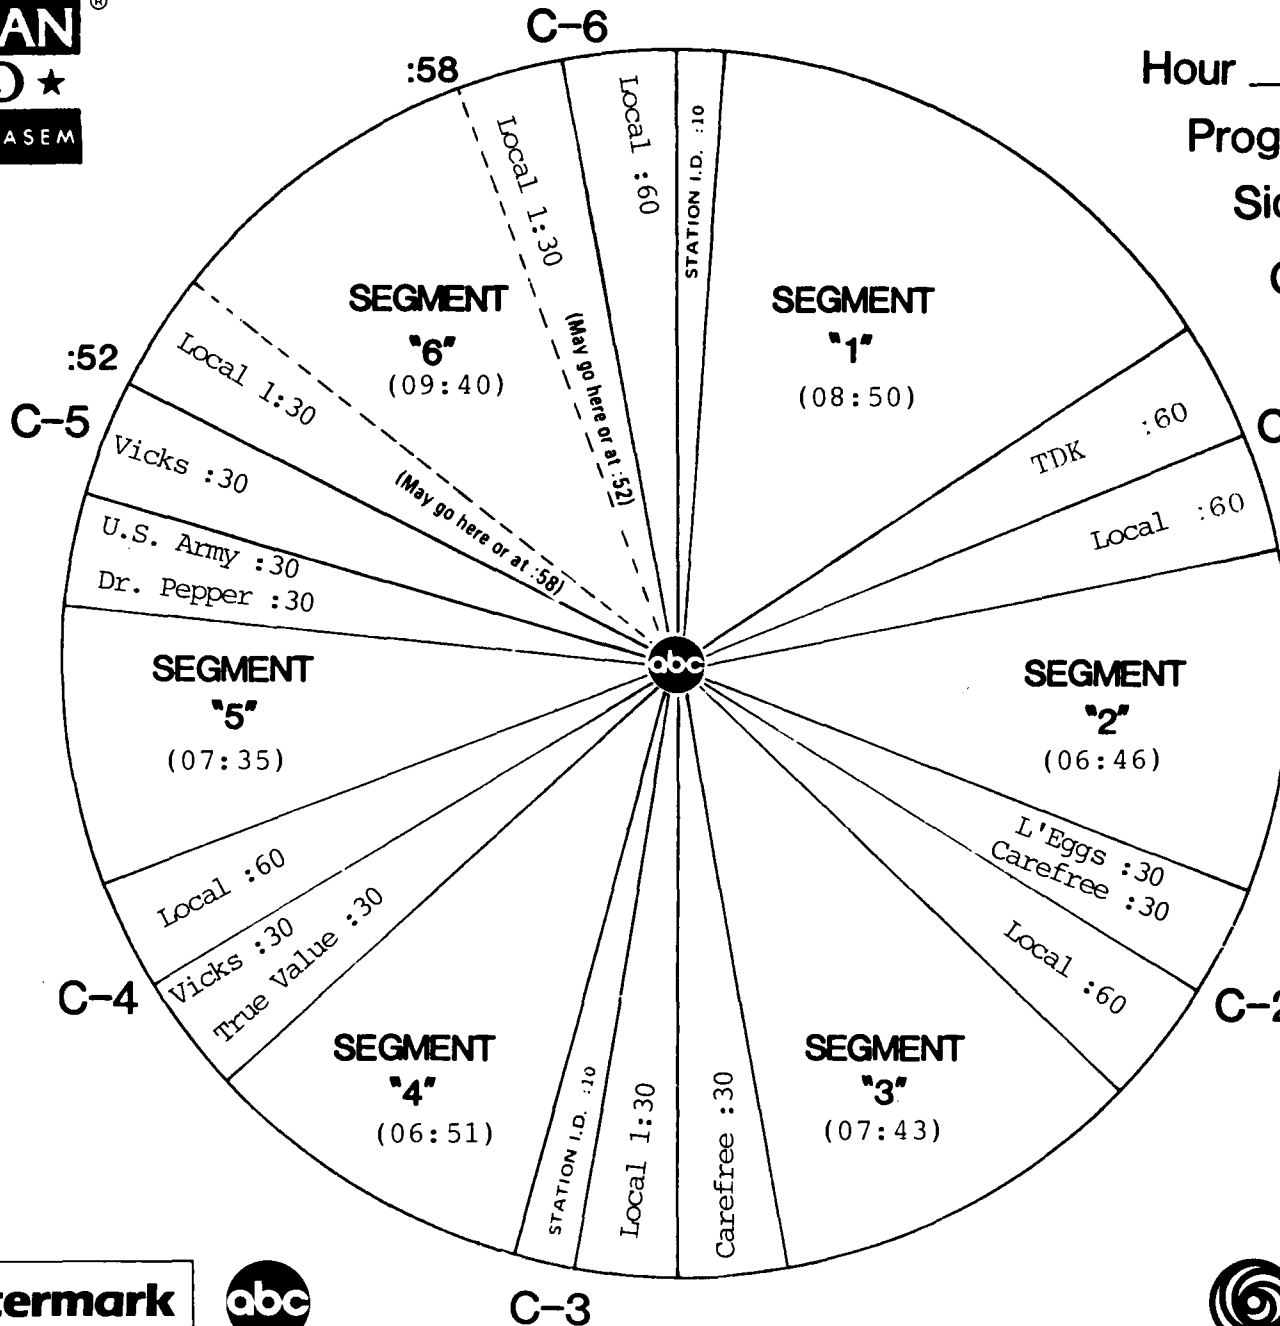 AN
®
ASEM
C-6
:58
Hour
Local :60
STATION I.D. :10
Local 1:30
(May go here or at :52)
SEGMENT
"6"
(09:40)
SEGMENT
"1"
(08:50)
:52
Local 1:30
(May go here or at :58)
C-5
Vicks :30
U.S. Army :30
Dr. Pepper :30
TDK :60
Local :60
abc
SEGMENT
"5"
(07:35)
SEGMENT
"2"
(06:46)
L'Eggs :30
Carefree :30
Local :60
C-2
Local :60
C-4
Vicks :30
True Value :30
SEGMENT
"4"
(06:51)
SEGMENT
"3"
(07:43)
STATION I.D. :10
Local 1:30
Carefree :30
C-3
termark
abc